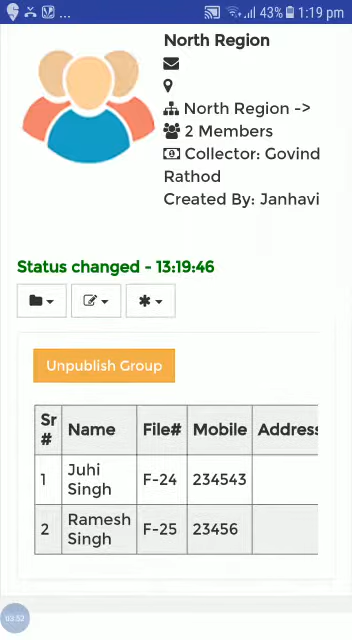 ... 43% 1:19 pm
North Region
North Region ->
2 Members
Collector: Govind
Rathod
Created By: Janhavi
Status changed - 13:19:46
Unpublish Group
Sr # Name File# Mobile Address
1 Juhi Singh F-24 234543
2 Ramesh Singh F-25 23456
03:52